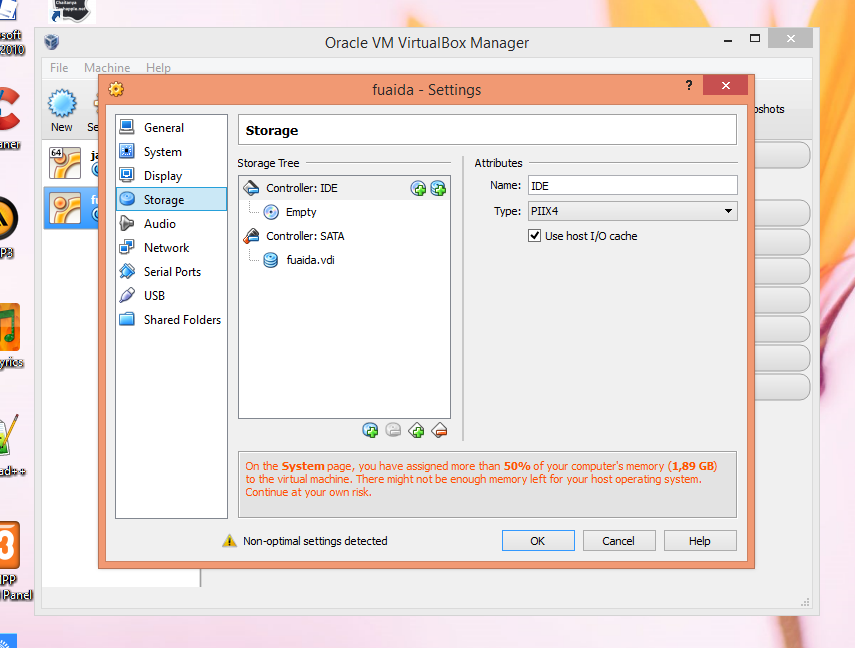 soft
2010
Oracle VM VirtualBox Manager
File Machine Help
fuaida - Settings
?
New
Se
pshots
aner
64
ja
General
System
Display
Storage
Audio
Network
Serial Ports
USB
Shared Folders
Storage
Storage Tree
Controller: IDE
Empty
Controller: SATA
fuaida.vdi
Attributes
Name: IDE
Type: PIIX4
Use host I/O cache
On the System page, you have assigned more than 50% of your computer's memory (1,89 GB)
to the virtual machine. There might not be enough memory left for your host operating system.
Continue at your own risk.
Non-optimal settings detected
OK
Cancel
Help
P3
yrics
ad++
3
PP
Panel